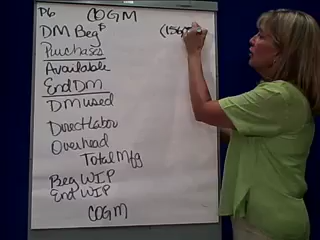 P6 COGM
DM Beg $ (156
Purchases
Available
End DM
DM used
Direct Labor
Overhead
Total Mfg
Beg WIP
End WIP
COGM